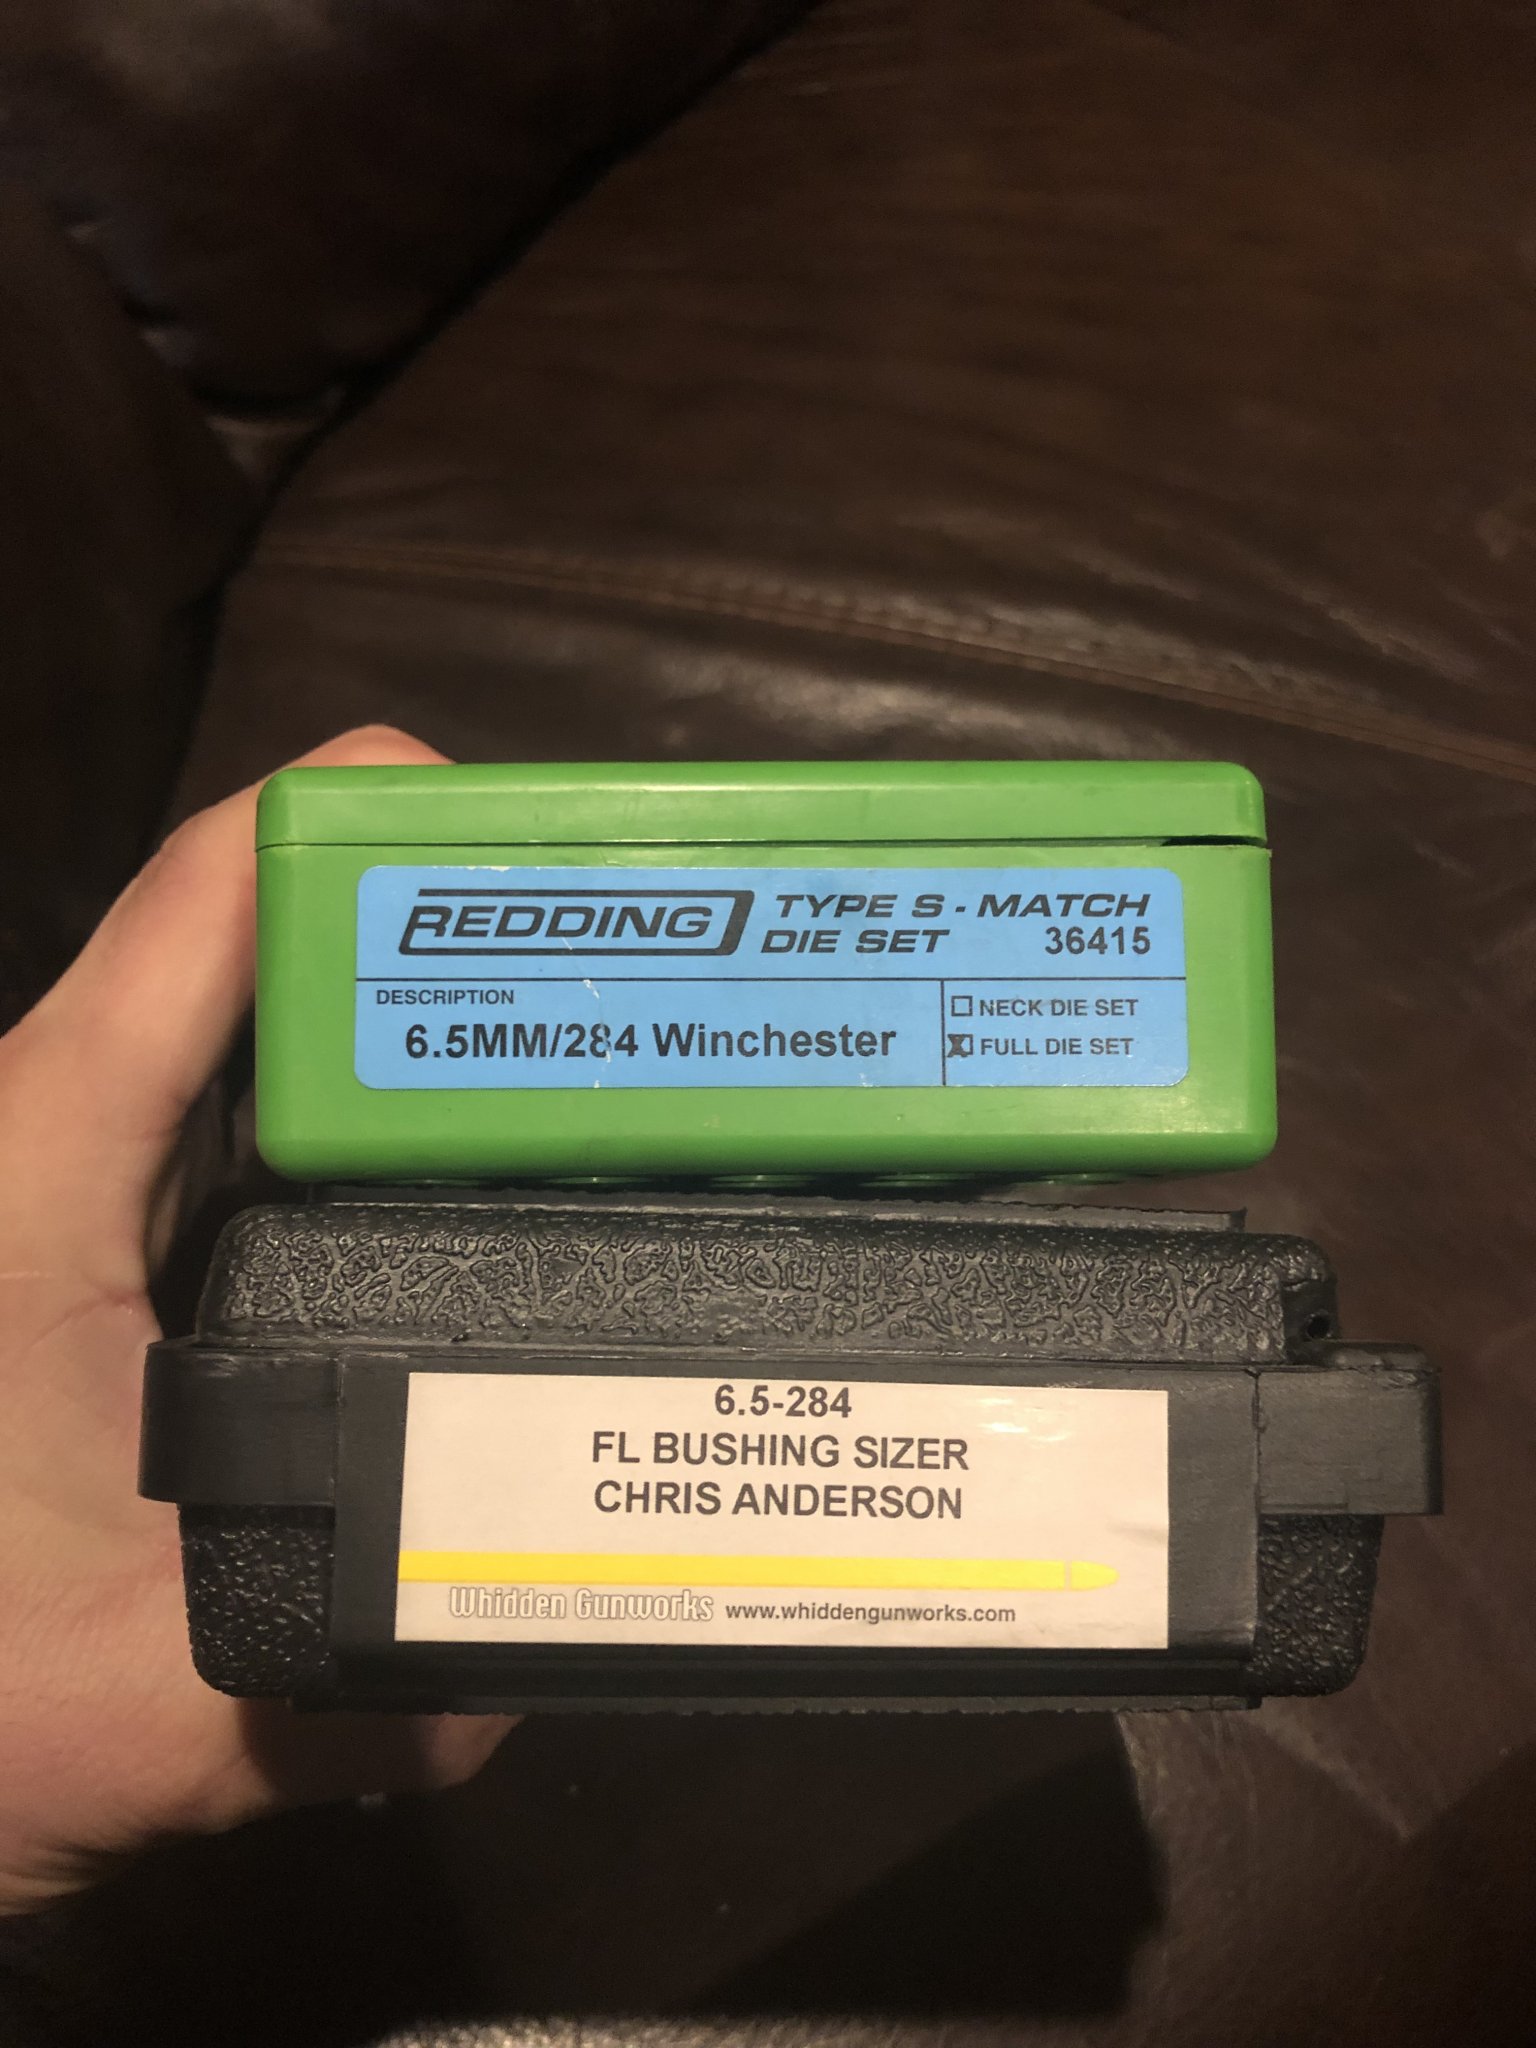 REDDING
TYPE S - MATCH
DIE SET 36415
DESCRIPTION
6.5MM/284 Winchester
NECK DIE SET
FULL DIE SET
6.5-284
FL BUSHING SIZER
CHRIS ANDERSON
Whidden Gunworks www.whiddengunworks.com